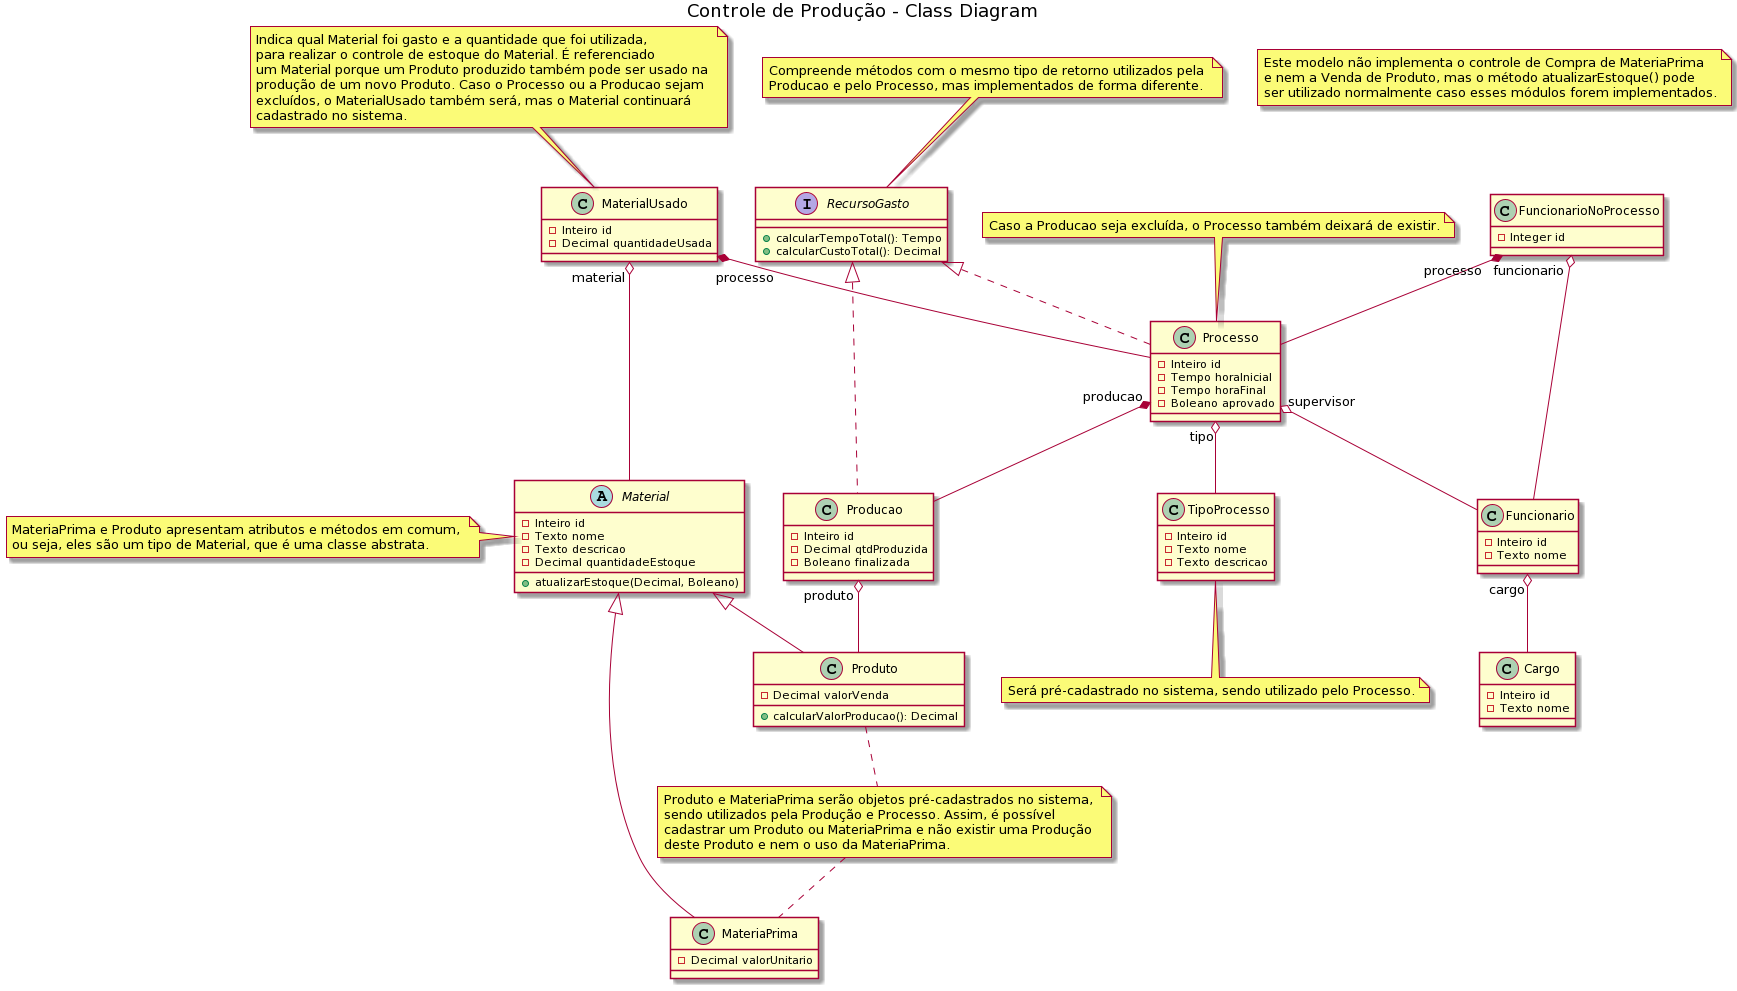 Controle de Produção - Class Diagram
Indica qual Material foi gasto e a quantidade que foi utilizada,
para realizar o controle de estoque do Material. É referenciado
um Material porque um Produto produzido também pode ser usado na
produção de um novo Produto. Caso o Processo ou a Producao sejam
excluídos, o MaterialUsado também será, mas o Material continuará
cadastrado no sistema.
Compreende métodos com o mesmo tipo de retorno utilizados pela
Producao e pelo Processo, mas implementados de forma diferente.
Este modelo não implementa o controle de Compra de MateriaPrima
e nem a Venda de Produto, mas o método atualizarEstoque() pode
ser utilizado normalmente caso esses módulos forem implementados.
C MaterialUsado
Inteiro id
Decimal quantidadeUsada
I RecursoGasto
calcularTempoTotal(): Tempo
calcularCustoTotal(): Decimal
Caso a Producao seja excluída, o Processo também deixará de existir.
C FuncionarioNoProcesso
Integer id
material
processo
processo
funcionario
C Processo
Inteiro id
Tempo horaInicial
Tempo horaFinal
Boleano aprovado
producao
supervisor
tipo
MateriaPrima e Produto apresentam atributos e métodos em comum,
ou seja, eles são um tipo de Material, que é uma classe abstrata.
A Material
Inteiro id
Texto nome
Texto descricao
Decimal quantidadeEstoque
atualizarEstoque(Decimal, Boleano)
C Producao
Inteiro id
Decimal qtdProduzida
Boleano finalizada
C TipoProcesso
Inteiro id
Texto nome
Texto descricao
C Funcionario
Inteiro id
Texto nome
produto
cargo
C Produto
Decimal valorVenda
calcularValorProducao(): Decimal
Será pré-cadastrado no sistema, sendo utilizado pelo Processo.
C Cargo
Inteiro id
Texto nome
Produto e MateriaPrima serão objetos pré-cadastrados no sistema,
sendo utilizados pela Produção e Processo. Assim, é possível
cadastrar um Produto ou MateriaPrima e não existir uma Produção
deste Produto e nem o uso da MateriaPrima.
C MateriaPrima
Decimal valorUnitario